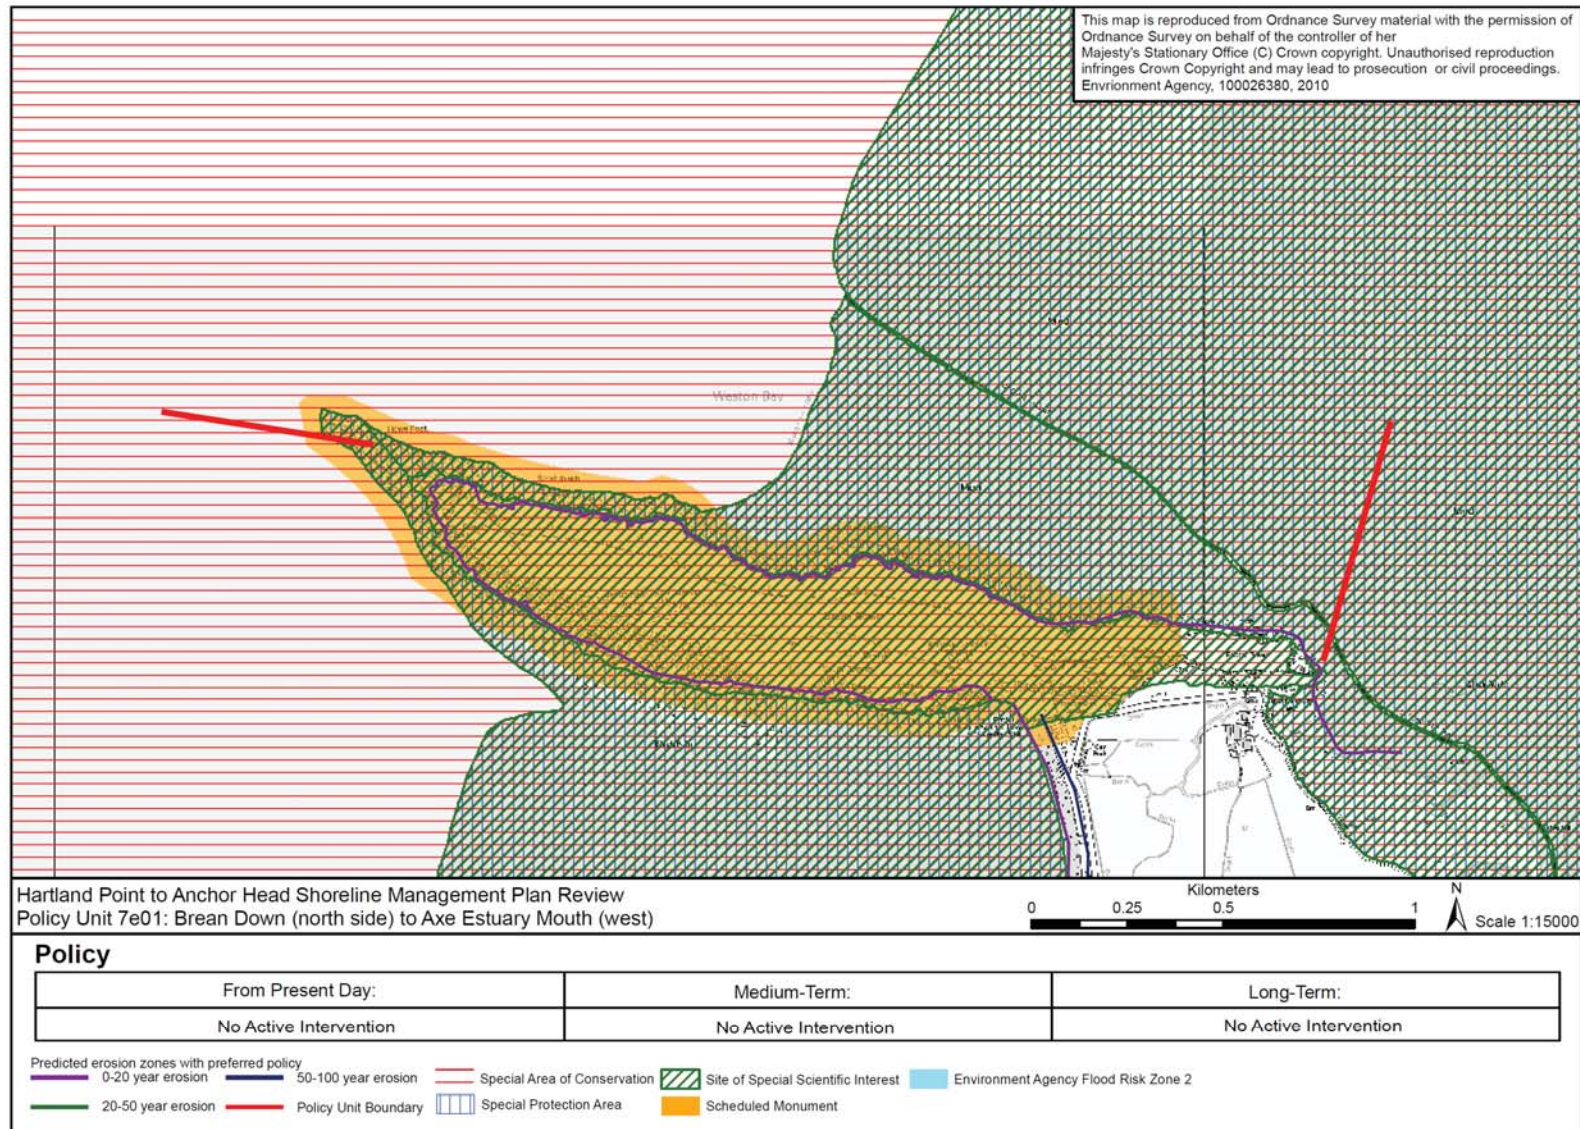 This map is reproduced from Ordnance Survey material with the permission of
Ordnance Survey on behalf of the controller of her
Majesty's Stationary Office (C) Crown copyright. Unauthorised reproduction
infringes Crown Copyright and may lead to prosecution or civil proceedings.
Envrionment Agency, 100026380, 2010
Weston Bay
Mud
Car
Park
Hartland Point to Anchor Head Shoreline Management Plan Review
Policy Unit 7e01: Brean Down (north side) to Axe Estuary Mouth (west)
Kilometers
0 0.25 0.5 1
N
Scale 1:15000
Policy
From Present Day: Medium-Term: Long-Term:
No Active Intervention No Active Intervention No Active Intervention
Predicted erosion zones with preferred policy
0-20 year erosion 50-100 year erosion Special Area of Conservation Site of Special Scientific Interest Environment Agency Flood Risk Zone 2
20-50 year erosion Policy Unit Boundary Special Protection Area Scheduled Monument